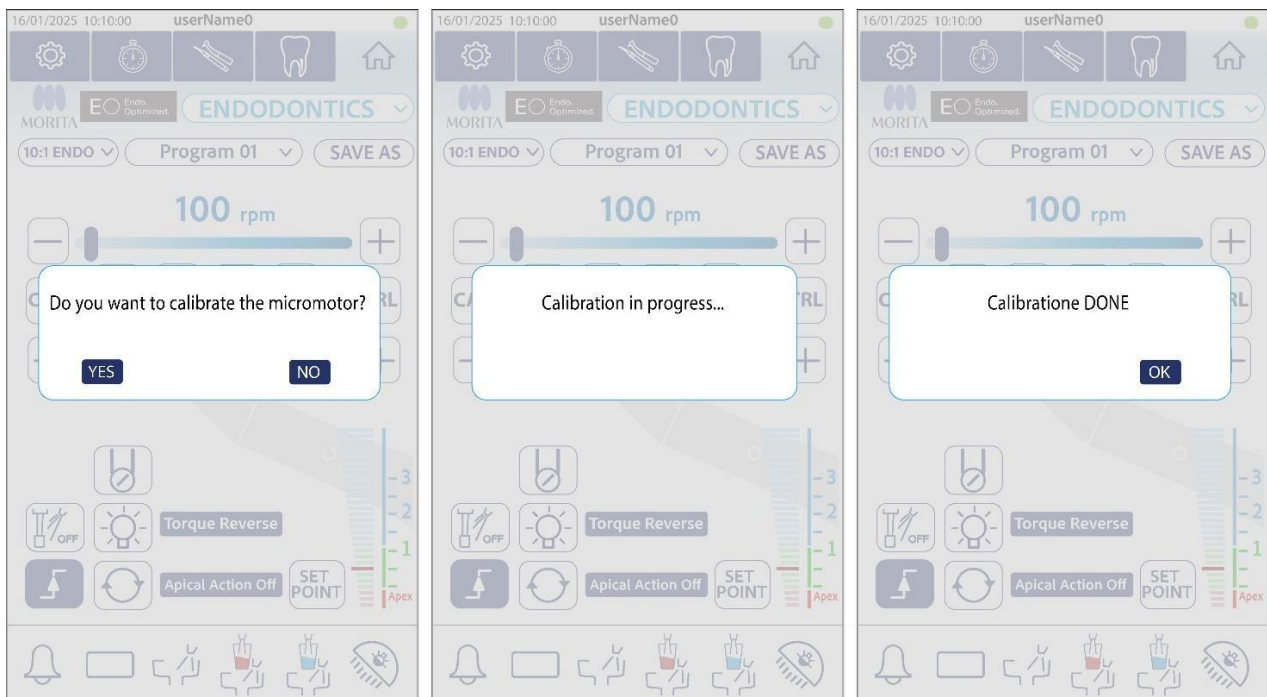 16/01/2025 10:10:00 userName0
MORITA EO Endo. Optimized. ENDODONTICS
10:1 ENDO Program 01 SAVE AS
100 rpm
Do you want to calibrate the micromotor?
YES NO
3
2
OFF Torque Reverse
1
Apical Action Off SET POINT
Apex
16/01/2025 10:10:00 userName0
MORITA EO Endo. Optimized. ENDODONTICS
10:1 ENDO Program 01 SAVE AS
100 rpm
Calibration in progress...
3
2
OFF Torque Reverse
1
Apical Action Off SET POINT
Apex
16/01/2025 10:10:00 userName0
MORITA EO Endo. Optimized. ENDODONTICS
10:1 ENDO Program 01 SAVE AS
100 rpm
Calibratione DONE
OK
3
2
OFF Torque Reverse
1
Apical Action Off SET POINT
Apex